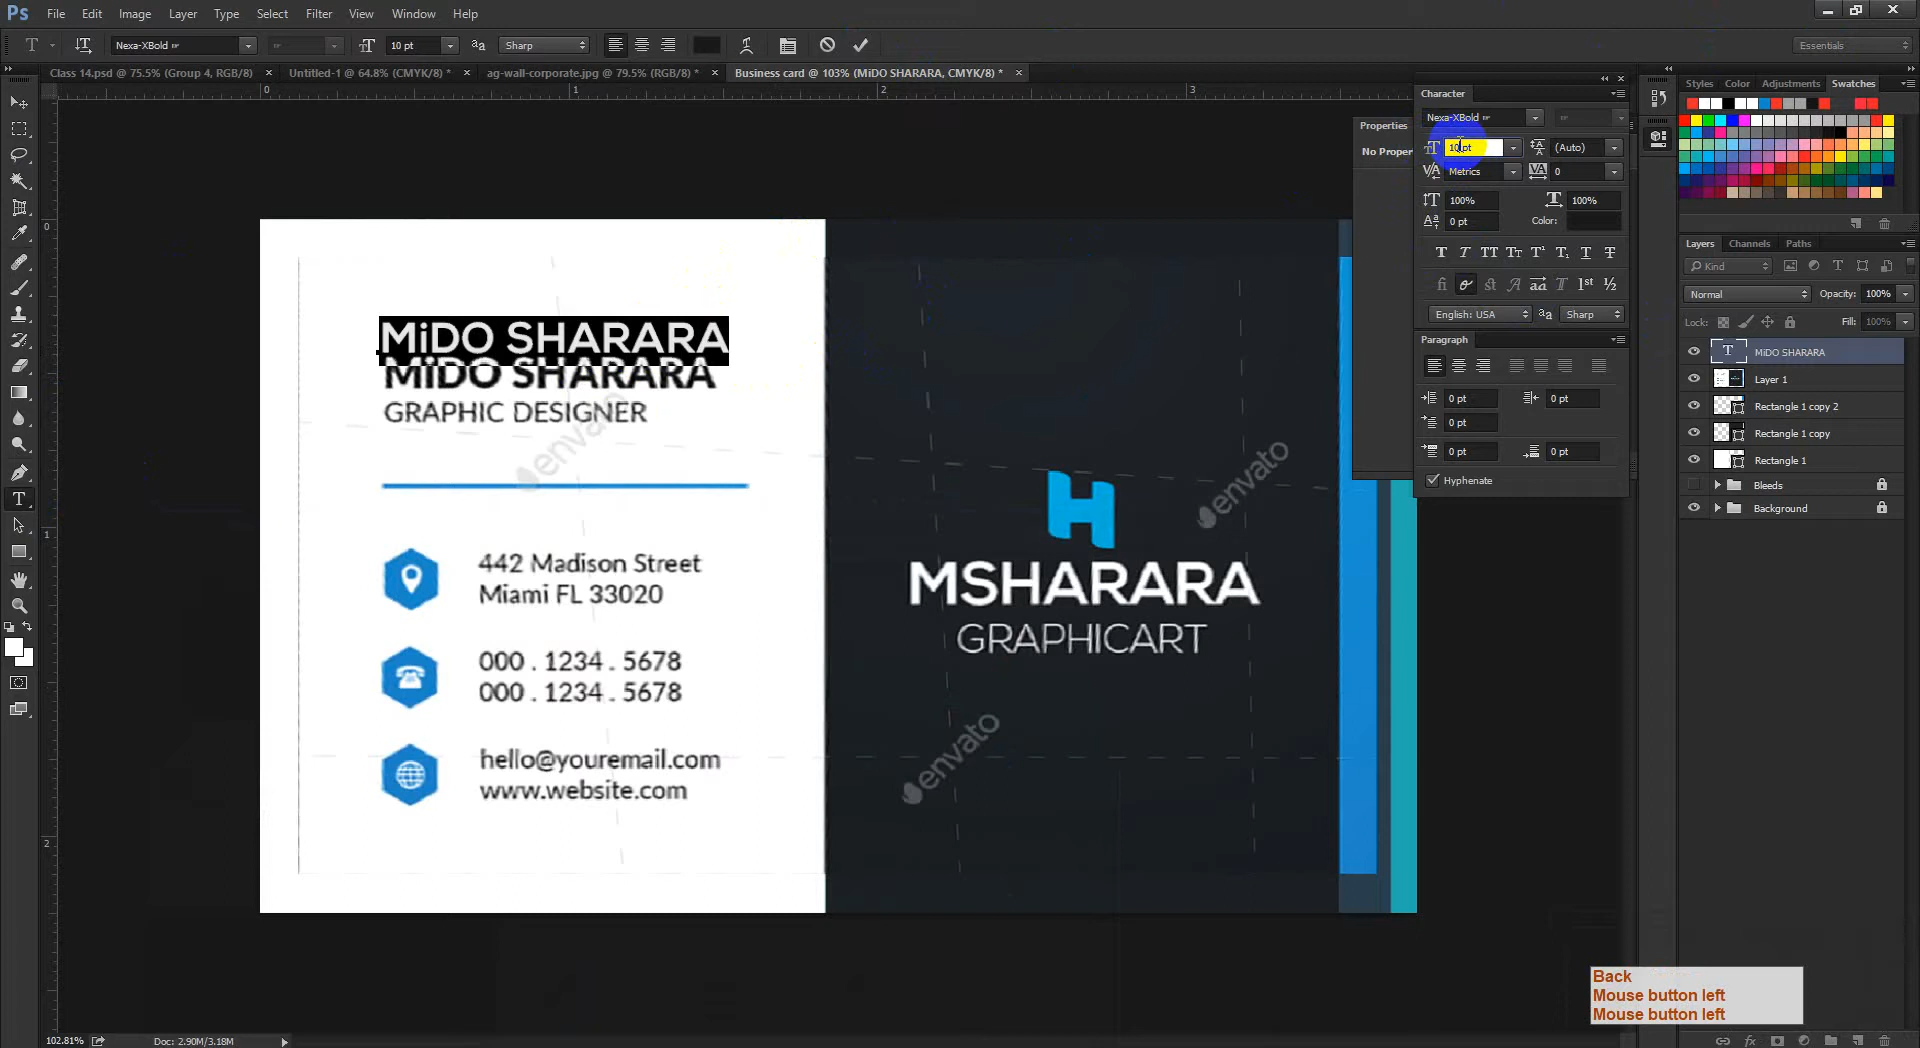 Ps File Edit Image Layer Type Select Filter View Window Help
T Nexa-XBold 10 pt Sharp Essentials
Class 14.psd @ 75.5% (Group 4, RGB/8) × Untitled-1 @ 64.8% (CMYK/8) * × ag-wall-corporate.jpg @ 79.5% (RGB/8) * × Business card @ 103% (MiDO SHARARA, CMYK/8) * ×
0 1 2 3
0
1
2
Character
Nexa-XBold
10 pt (Auto)
Metrics 0
100% 100%
0 pt Color:
English: USA Sharp
Paragraph
0 pt 0 pt
0 pt
0 pt 0 pt
Hyphenate
Properties
No Proper
Styles Color Adjustments Swatches
Layers Channels Paths
Kind
Normal Opacity: 100%
Lock: Fill: 100%
MiDO SHARARA
Layer 1
Rectangle 1 copy 2
Rectangle 1 copy
Rectangle 1
Bleeds
Background
MiDO SHARARA
MiDO SHARARA
GRAPHIC DESIGNER
envato
442 Madison Street
Miami FL 33020
000 . 1234 . 5678
000 . 1234 . 5678
hello@youremail.com
www.website.com
H
MSHARARA
GRAPHICART
envato
envato
Back
Mouse button left
Mouse button left
102.81% Doc: 2.90M/3.18M